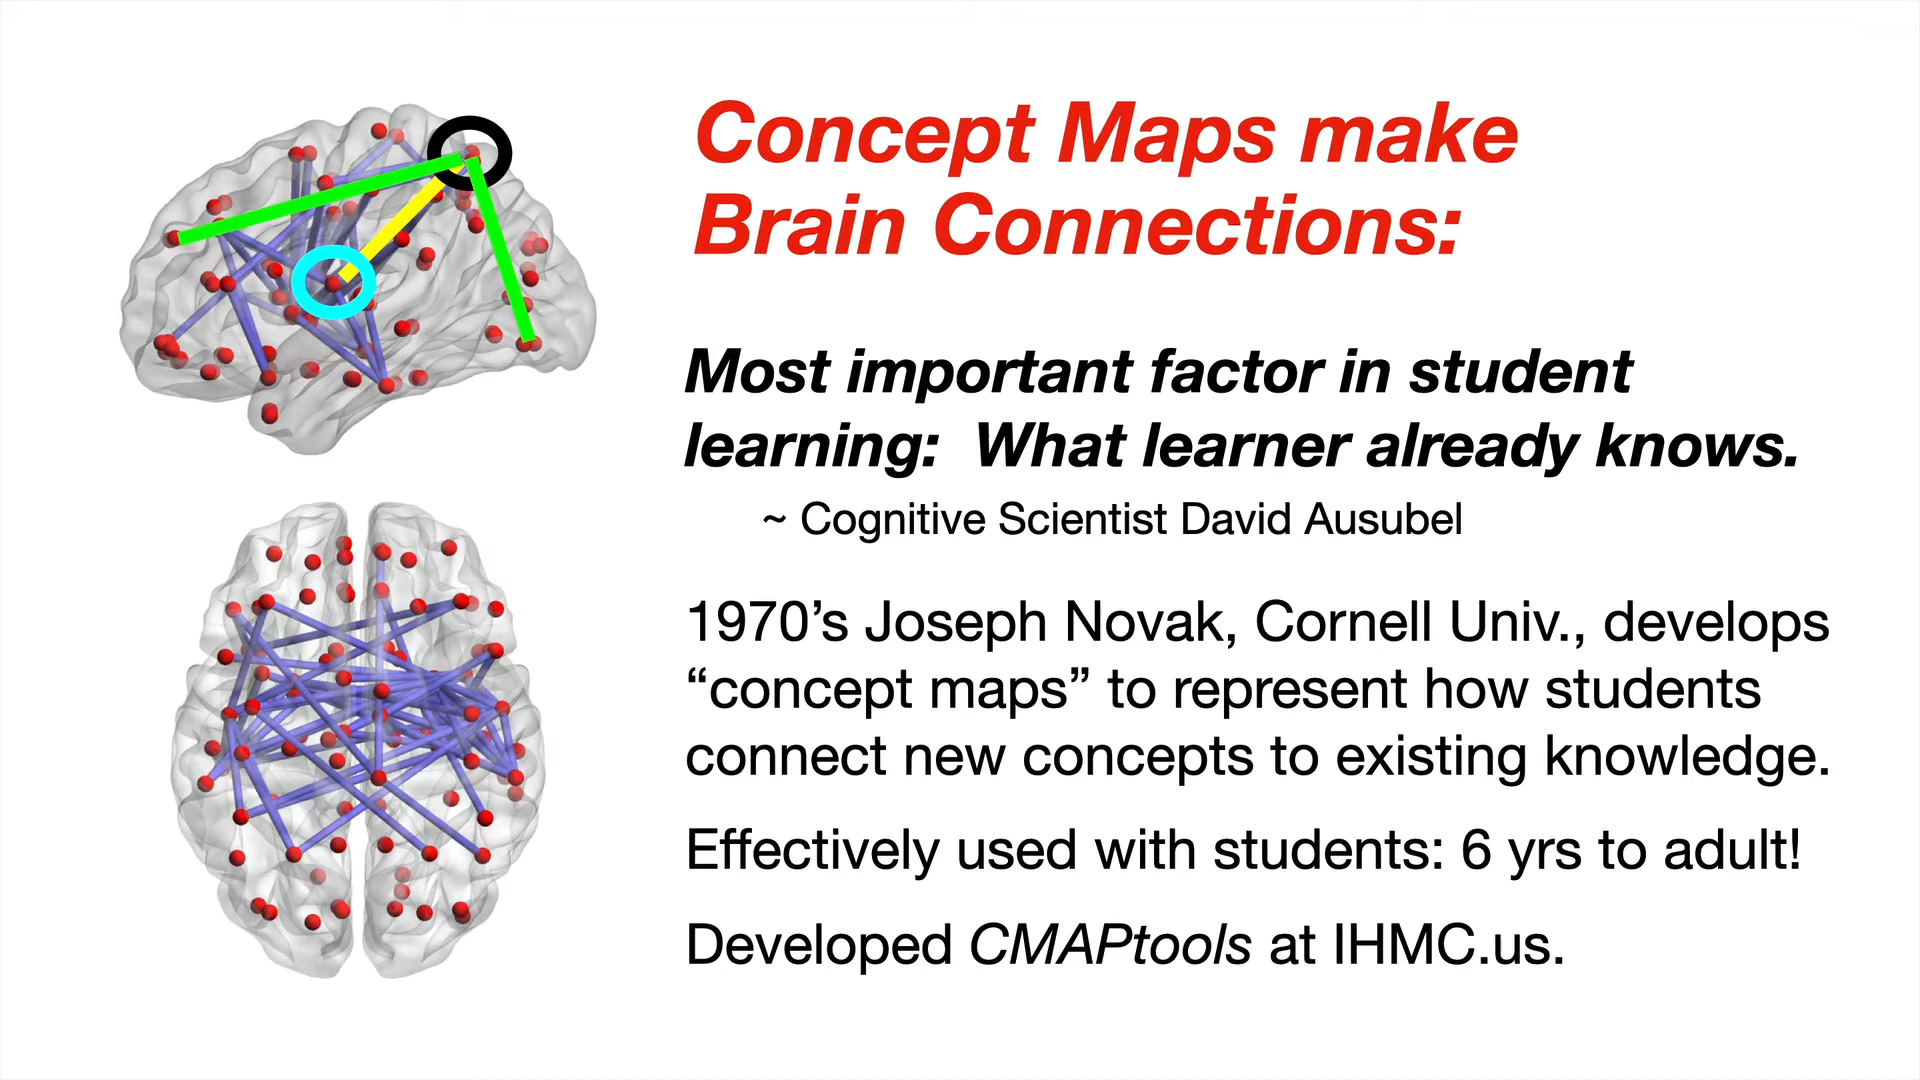 Concept Maps make
Brain Connections:
Most important factor in student
learning:  What learner already knows.
~ Cognitive Scientist David Ausubel
1970’s Joseph Novak, Cornell Univ., develops
“concept maps” to represent how students
connect new concepts to existing knowledge.
Effectively used with students: 6 yrs to adult!
Developed CMAPtools at IHMC.us.